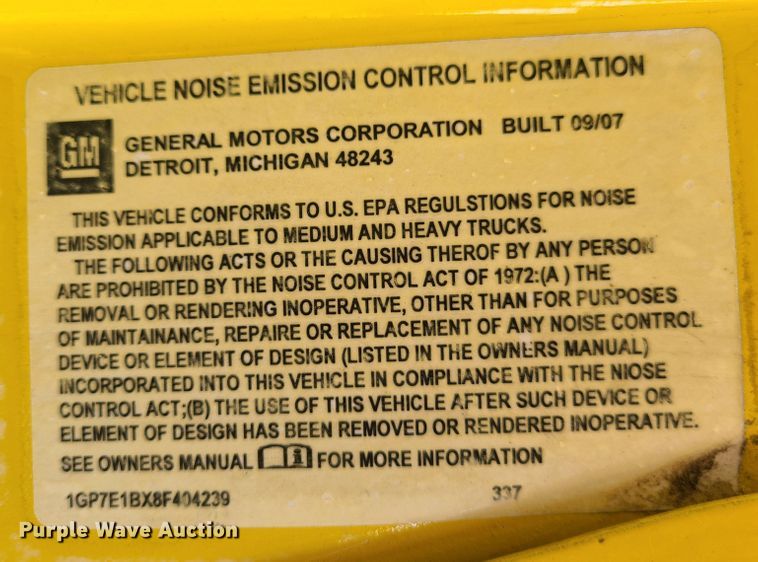 VEHICLE NOISE EMISSION CONTROL INFORMATION
GM
GENERAL MOTORS CORPORATION BUILT 09/07
DETROIT, MICHIGAN 48243
THIS VEHICLE CONFORMS TO U.S. EPA REGULSTIONS FOR NOISE
EMISSION APPLICABLE TO MEDIUM AND HEAVY TRUCKS.
THE FOLLOWING ACTS OR THE CAUSING THEROF BY ANY PERSON
ARE PROHIBITED BY THE NOISE CONTROL ACT OF 1972:(A ) THE
REMOVAL OR RENDERING INOPERATIVE, OTHER THAN FOR PURPOSES
OF MAINTAINANCE, REPAIRE OR REPLACEMENT OF ANY NOISE CONTROL
DEVICE OR ELEMENT OF DESIGN (LISTED IN THE OWNERS MANUAL)
INCORPORATED INTO THIS VEHICLE IN COMPLIANCE WITH THE NIOSE
CONTROL ACT;(B) THE USE OF THIS VEHICLE AFTER SUCH DEVICE OR
ELEMENT OF DESIGN HAS BEEN REMOVED OR RENDERED INOPERATIVE.
SEE OWNERS MANUAL i FOR MORE INFORMATION
1GP7E1BX8F404239 337
Purple Wave Auction